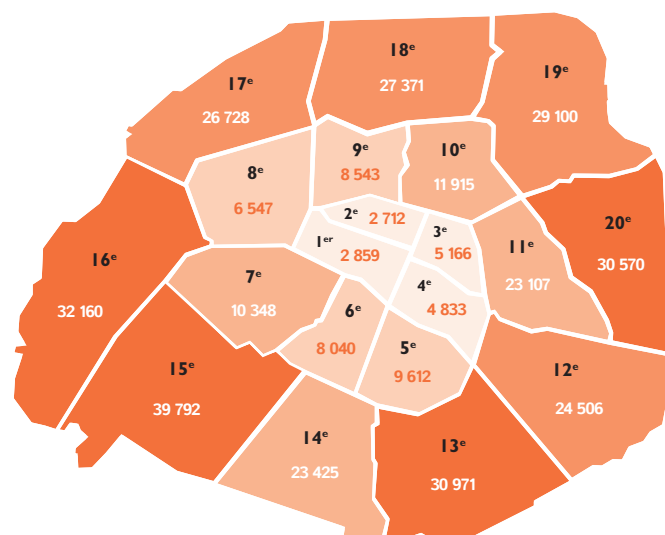 18ᵉ
27 371
17ᵉ
26 728
19ᵉ
29 100
9ᵉ
8 543
10ᵉ
11 915
8ᵉ
6 547
2ᵉ 2 712
3ᵉ
5 166
1ᵉʳ
2 859
20ᵉ
30 570
11ᵉ
23 107
16ᵉ
32 160
7ᵉ
10 348
4ᵉ
4 833
6ᵉ
8 040
5ᵉ
9 612
15ᵉ
39 792
12ᵉ
24 506
14ᵉ
23 425
13ᵉ
30 971